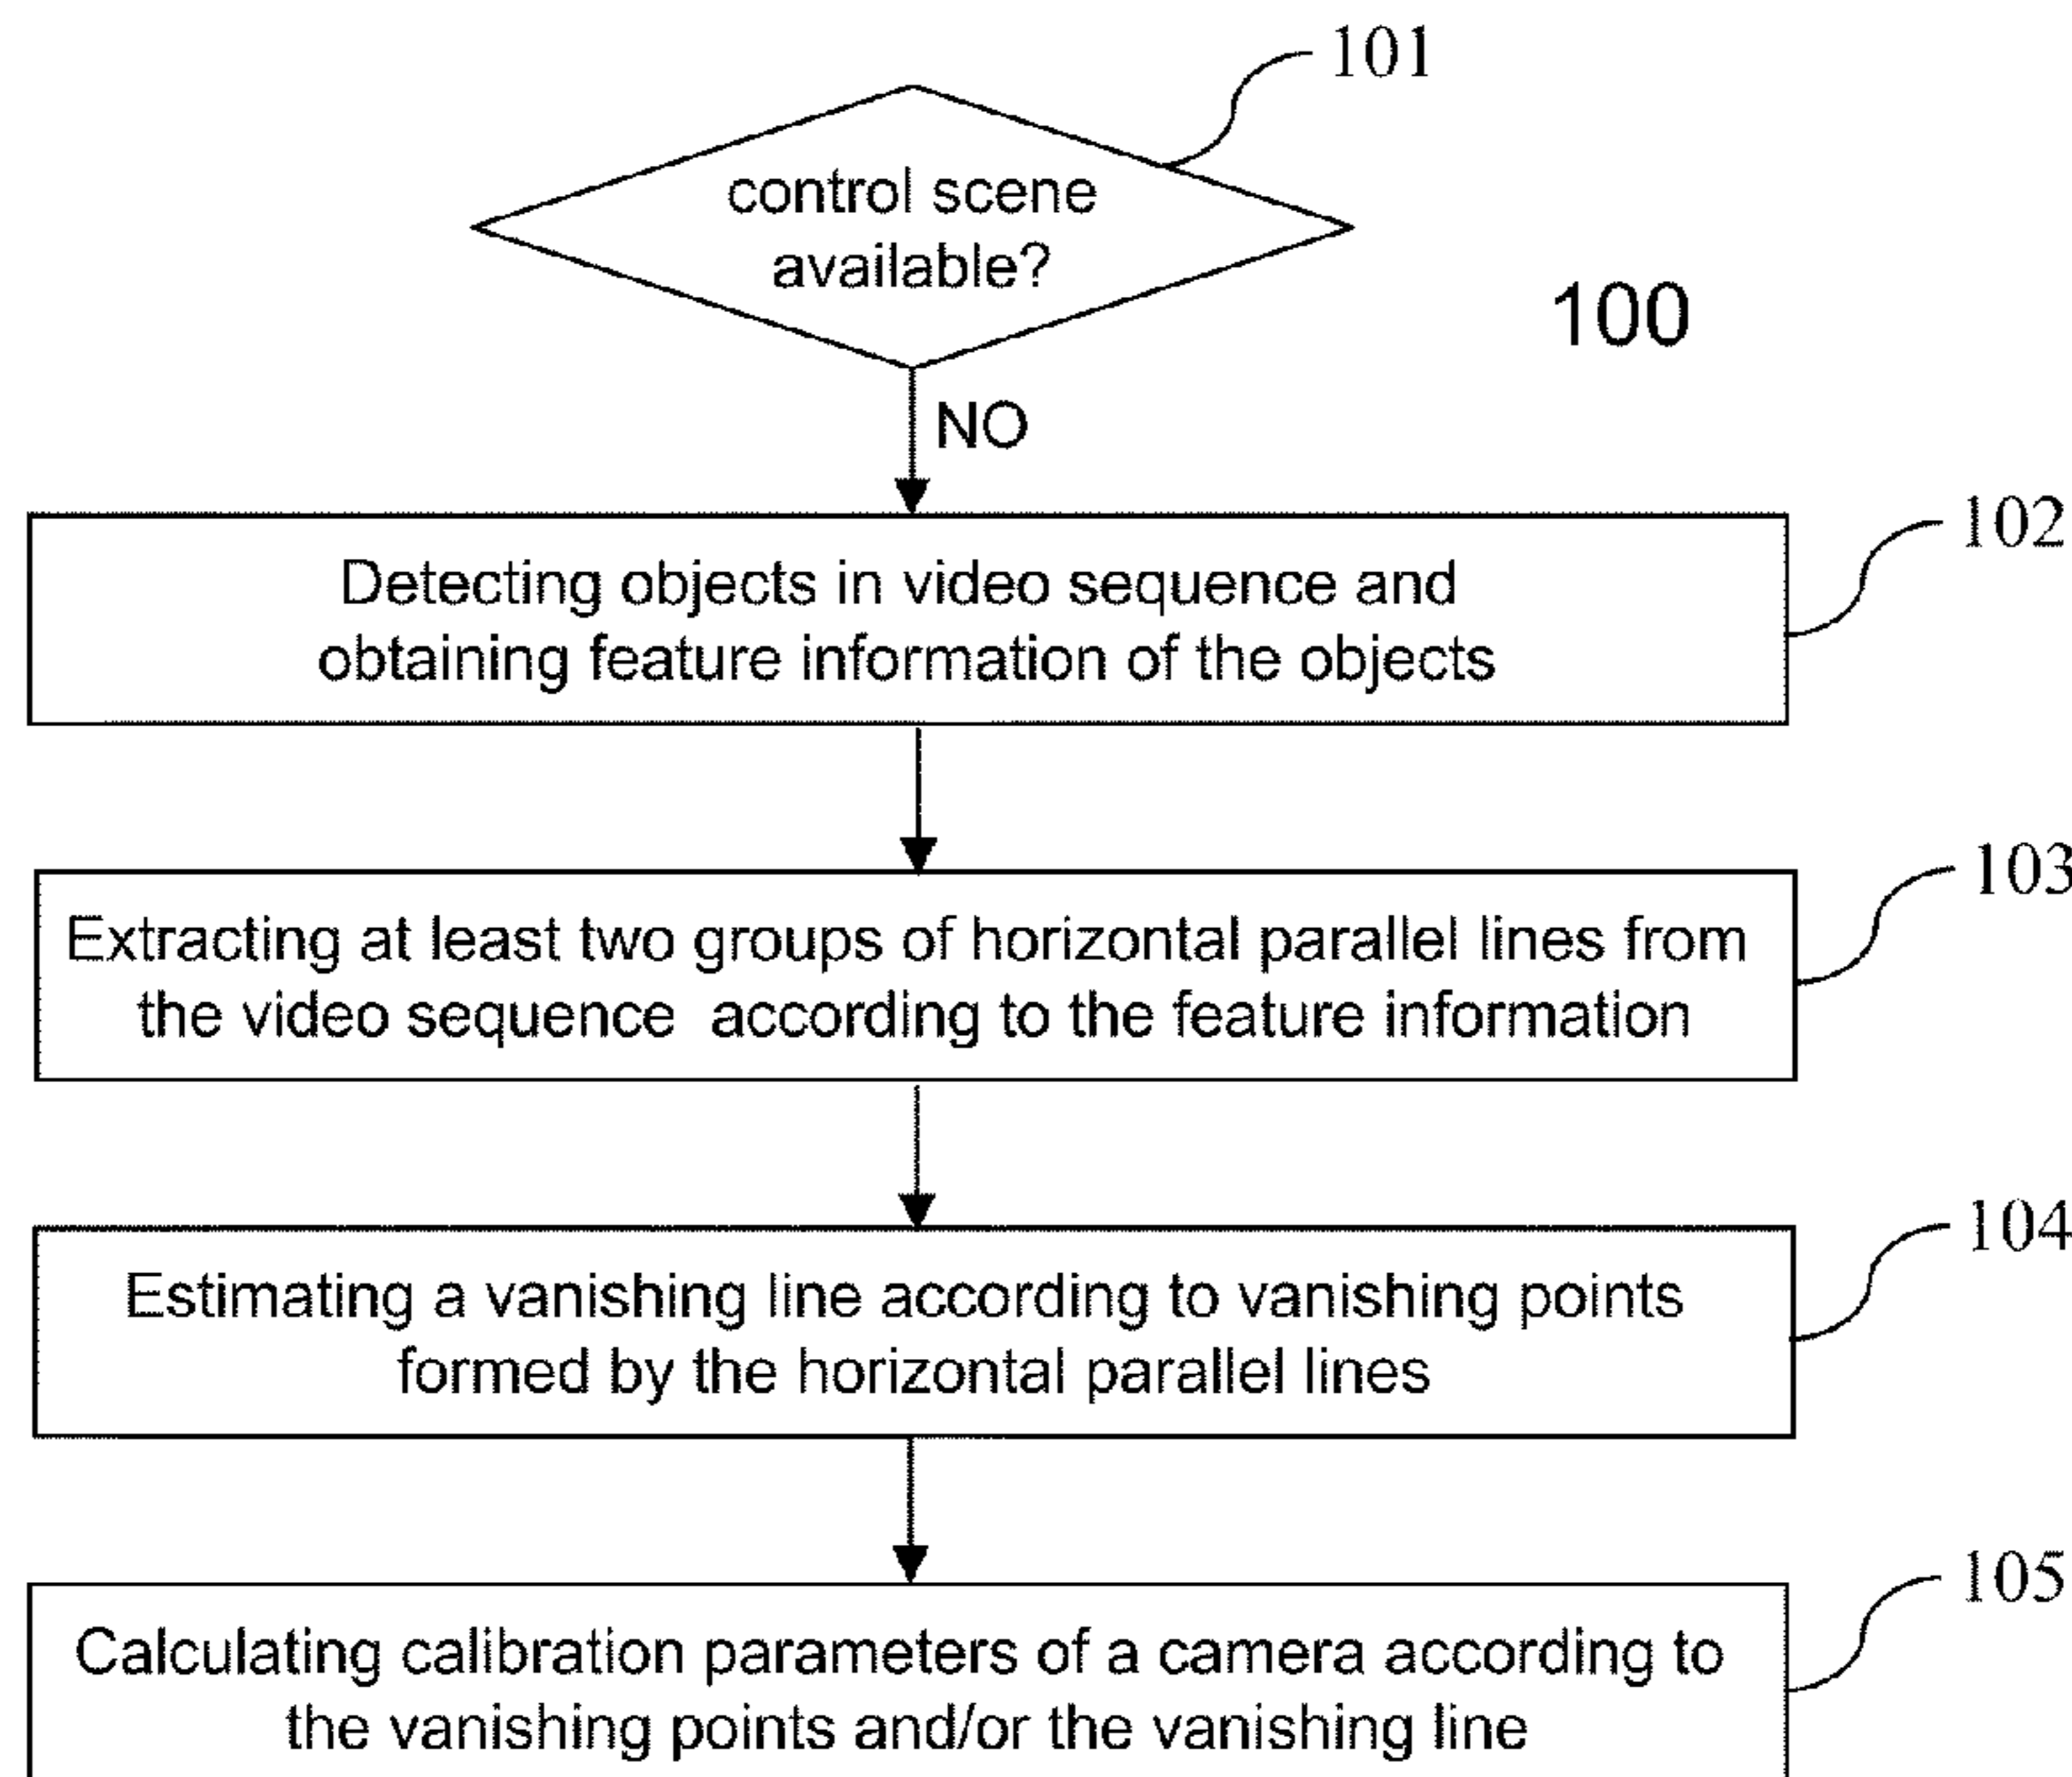 101
control scene
available?
100
NO
102
Detecting objects in video sequence and
obtaining feature information of the objects
103
Extracting at least two groups of horizontal parallel lines from
the video sequence according to the feature information
104
Estimating a vanishing line according to vanishing points
formed by the horizontal parallel lines
105
Calculating calibration parameters of a camera according to
the vanishing points and/or the vanishing line